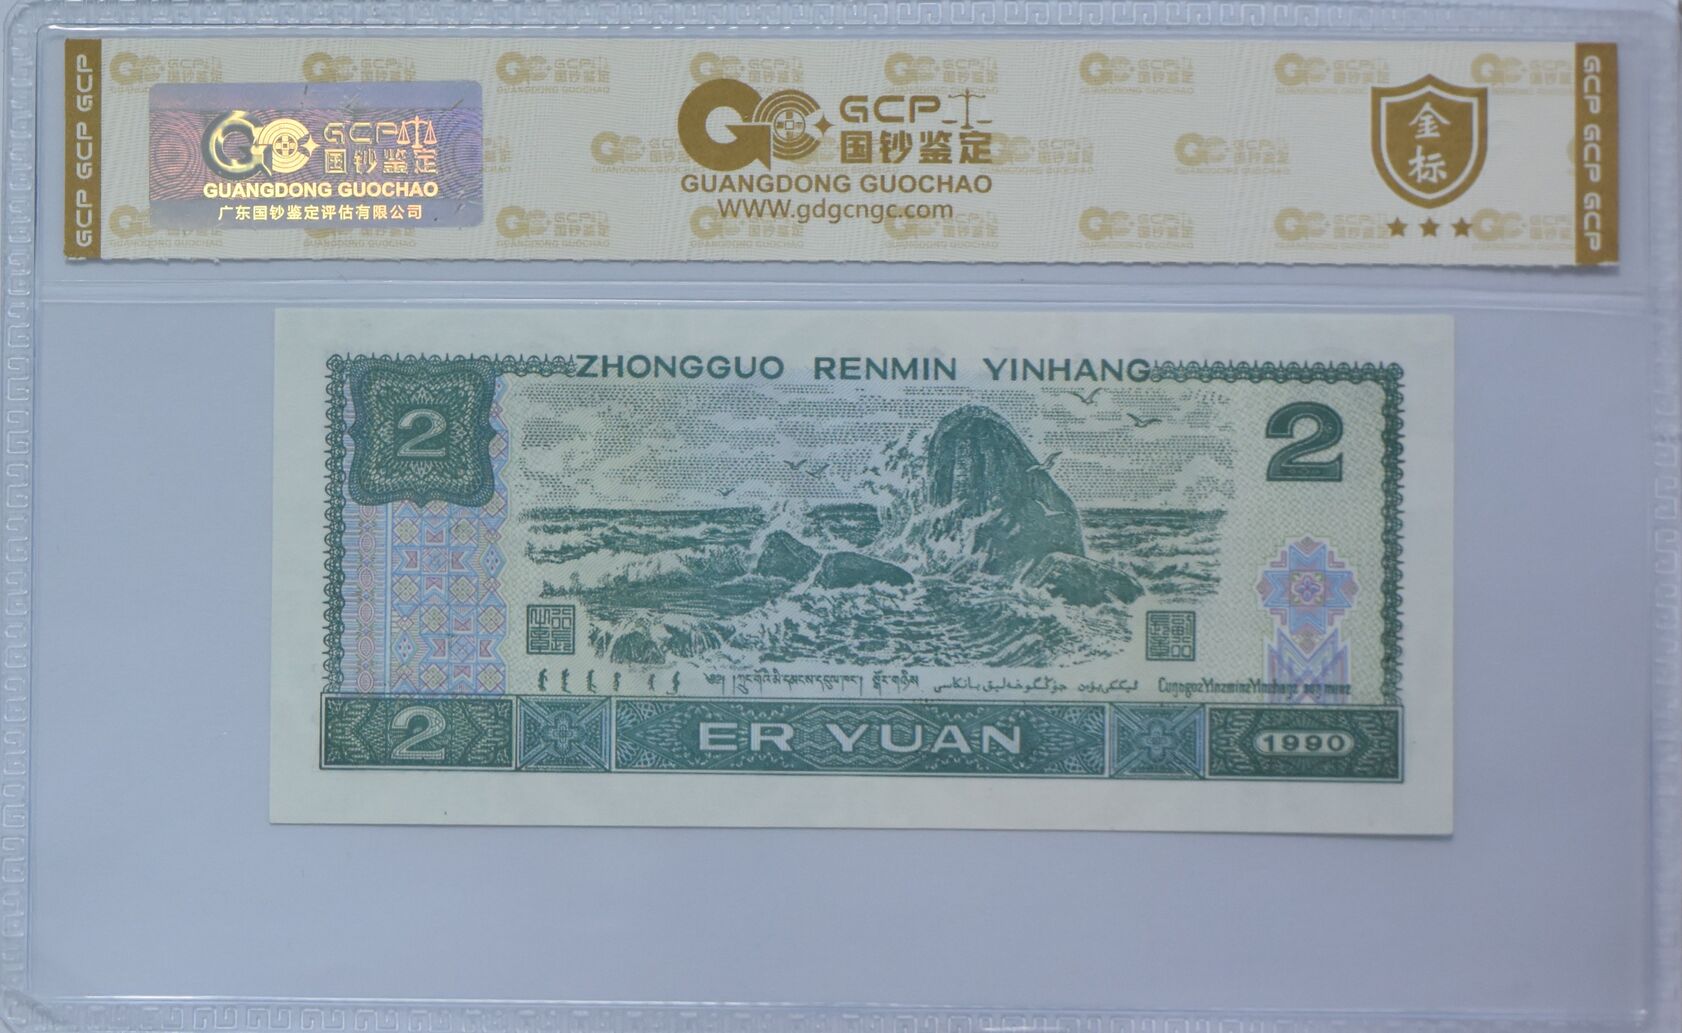 GCP GCP GCP
GCP
国钞鉴定
GUANGDONG GUOCHAO
广东国钞鉴定评估有限公司
GCP
国钞鉴定
GUANGDONG GUOCHAO
WWW.gdgcngc.com
金标
GCP GCP GCP
ZHONGGUO RENMIN YINHANG
2
2
2 ER YUAN 1990